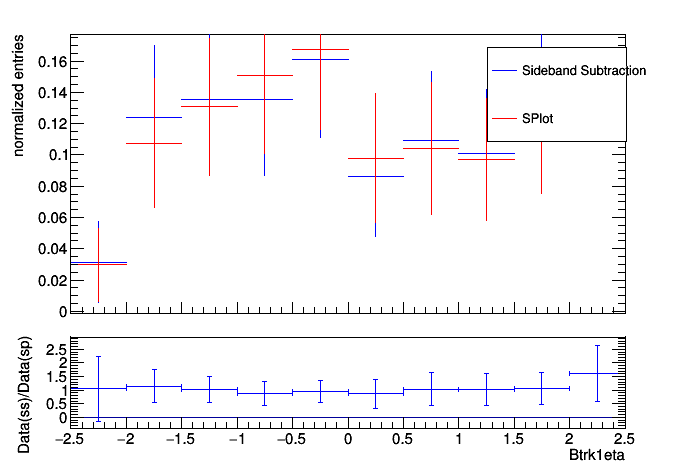 normalized entries
0.16
0.14
0.12
0.1
0.08
0.06
0.04
0.02
0
Sideband Subtraction
SPlot
Data(ss)/Data(sp)
2.5
2
1.5
1
0.5
0
−2.5 −2 −1.5 −1 −0.5 0 0.5 1 1.5 2 2.5
Btrk1eta